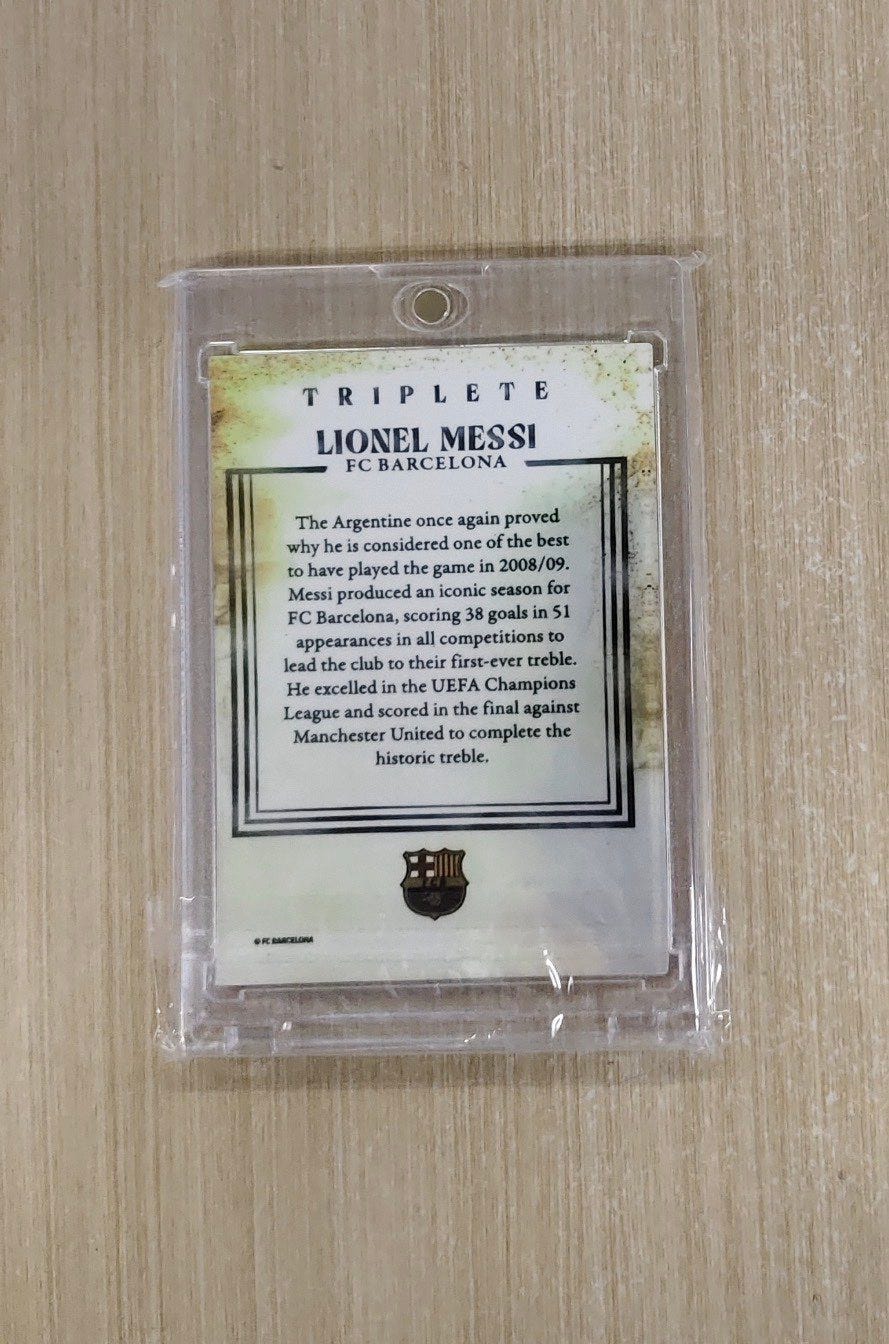 TRIPLETE
LIONEL MESSI
FC BARCELONA
The Argentine once again proved
why he is considered one of the best
to have played the game in 2008/09.
Messi produced an iconic season for
FC Barcelona, scoring 38 goals in 51
appearances in all competitions to
lead the club to their first-ever treble.
He excelled in the UEFA Champions
League and scored in the final against
Manchester United to complete the
historic treble.
FCB
© FC BARCELONA